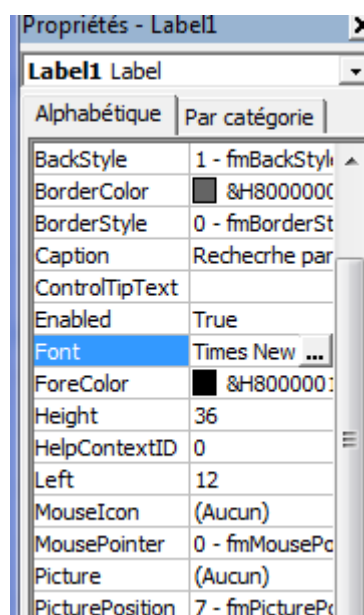 Propriétés - Label1
Label1 Label
Alphabétique Par catégorie
BackStyle 1 - fmBackStyl
BorderColor &H8000000
BorderStyle 0 - fmBorderSt
Caption Rechecrhe par
ControlTipText
Enabled True
Font Times New ...
ForeColor &H8000001
Height 36
HelpContextID 0
Left 12
MouseIcon (Aucun)
MousePointer 0 - fmMousePo
Picture (Aucun)
PicturePosition 7 - fmPicturePo